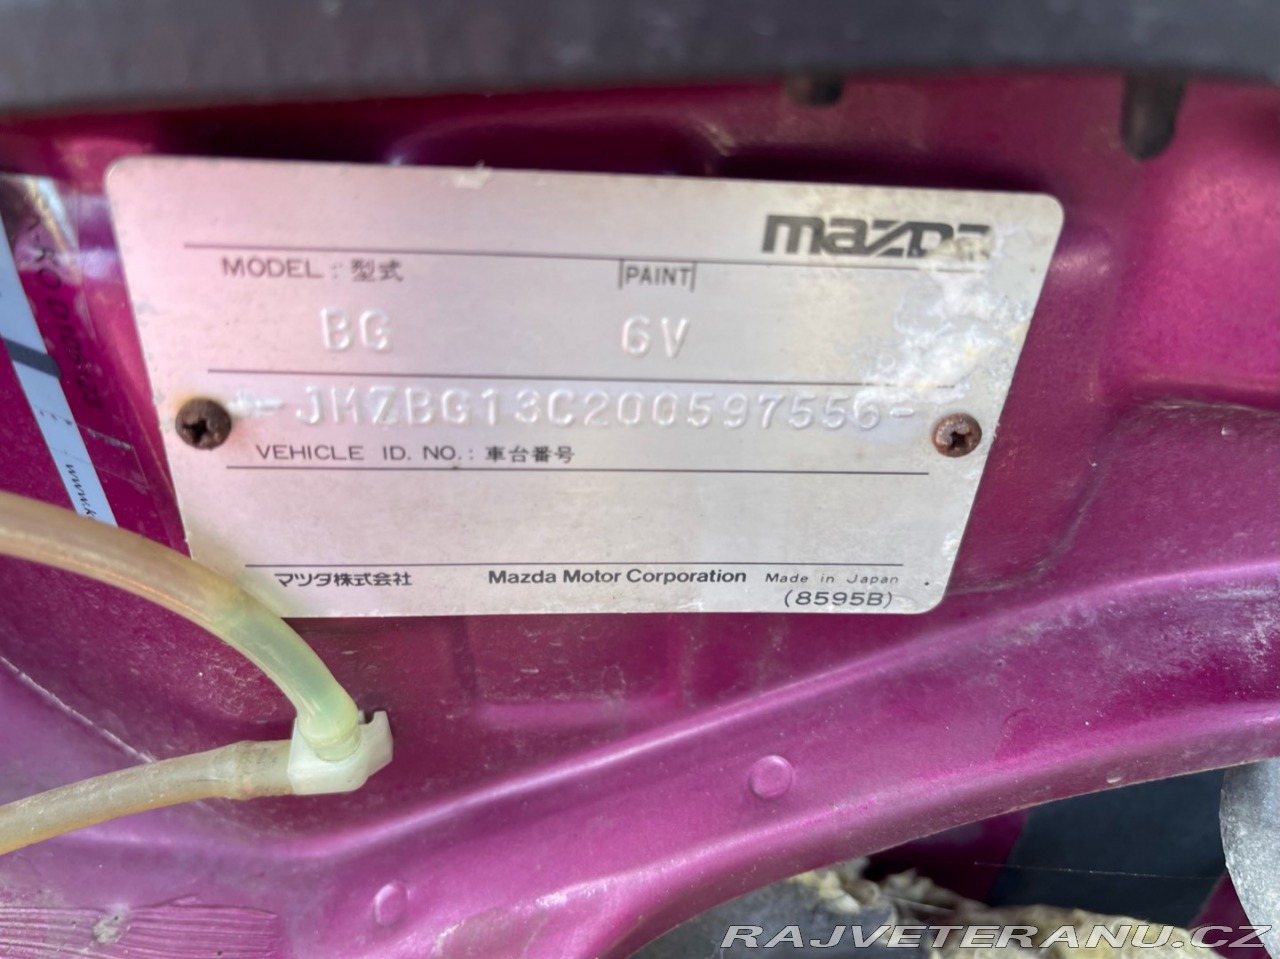 mazda
MODEL : 型式
PAINT
BG
6V
-JMZBG13C200597556-
VEHICLE ID. NO. : 車台番号
マツダ株式会社
Mazda Motor Corporation
Made in Japan
(8595B)
RAJVETERANU.CZ